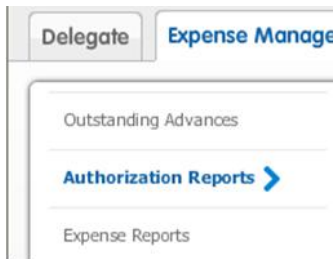 Delegate Expense Manage
Outstanding Advances
Authorization Reports
Expense Reports